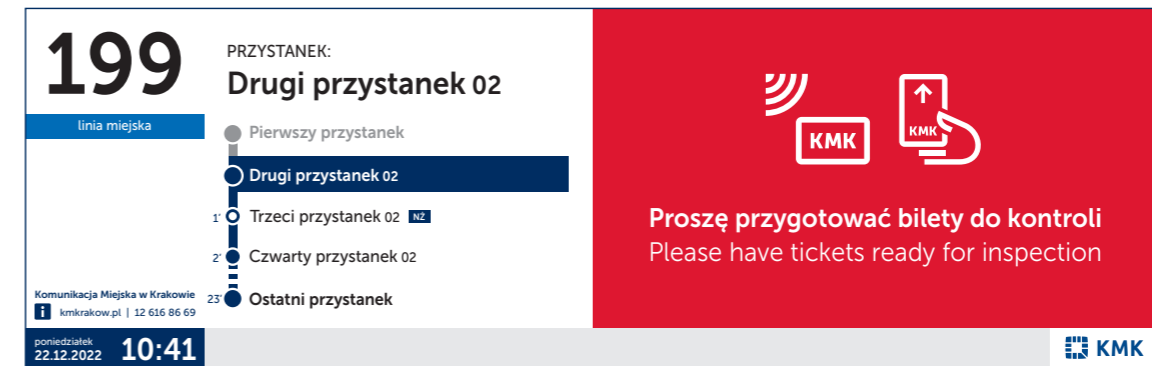 199
linia miejska
PRZYSTANEK:
Drugi przystanek 02
Pierwszy przystanek
Drugi przystanek 02
1' Trzeci przystanek 02 NŻ
2' Czwarty przystanek 02
23' Ostatni przystanek
Komunikacja Miejska w Krakowie
i kmkrakow.pl | 12 616 86 69
poniedziałek
22.12.2022 10:41
KMK
KMK
Proszę przygotować bilety do kontroli
Please have tickets ready for inspection
KMK